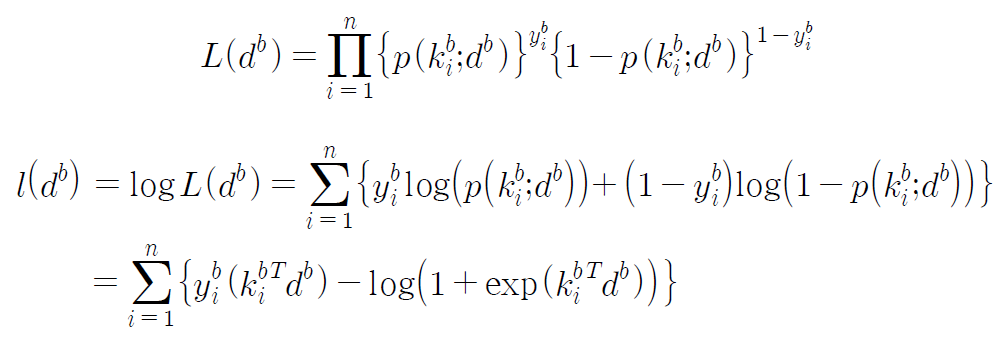 L(d^b) = ∏_{i=1}^{n} {p(k_i^b;d^b)}^{y_i^b} {1 − p(k_i^b;d^b)}^{1−y_i^b}
l(d^b) = log L(d^b) = ∑_{i=1}^{n} {y_i^b log(p(k_i^b;d^b)) + (1 − y_i^b)log(1 − p(k_i^b;d^b))}
= ∑_{i=1}^{n} {y_i^b (k_i^{bT} d^b) − log(1 + exp(k_i^{bT} d^b))}